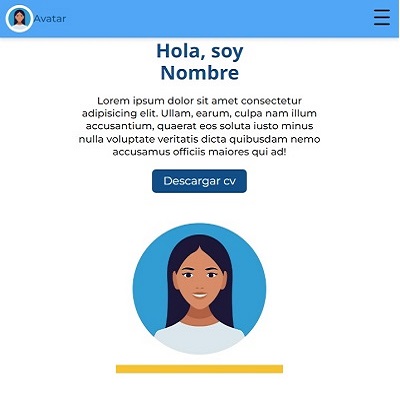 Avatar
Hola, soy
Nombre
Lorem ipsum dolor sit amet consectetur
adipisicing elit. Ullam, earum, culpa nam illum
accusantium, quaerat eos soluta iusto minus
nulla voluptate veritatis dicta quibusdam nemo
accusamus officiis maiores qui ad!
Descargar cv